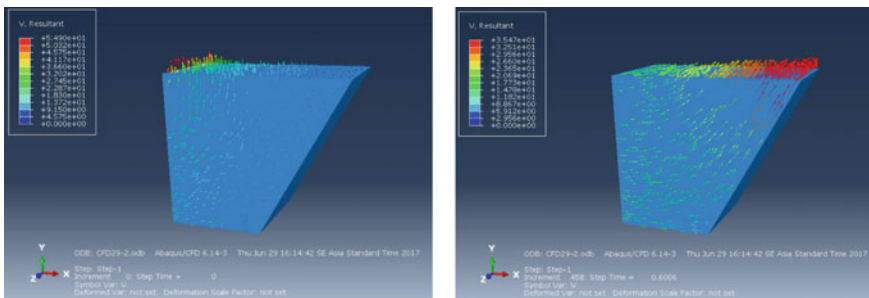 V, Resultant
+5.490e+01
+5.032e+01
+4.575e+01
+4.117e+01
+3.660e+01
+3.202e+01
+2.745e+01
+2.287e+01
+1.830e+01
+1.372e+01
+9.150e+00
+4.575e+00
+0.000e+00
Y
Z
X
ODB: CFD29-2.odb Abaqus/CFD 6.14-3 Thu Jun 29 16:14:42 SE Asia Standard Time 2017
Step: Step-1
Increment 0: Step Time = 0
Symbol Var: V
Deformed Var: not set Deformation Scale Factor: not set
V, Resultant
+3.547e+01
+3.251e+01
+2.956e+01
+2.660e+01
+2.365e+01
+2.069e+01
+1.773e+01
+1.478e+01
+1.182e+01
+8.867e+00
+5.912e+00
+2.956e+00
+0.000e+00
Y
Z
X
ODB: CFD29-2.odb Abaqus/CFD 6.14-3 Thu Jun 29 16:14:42 SE Asia Standard Time 2017
Step: Step-1
Increment 458: Step Time = 0.6006
Symbol Var: V
Deformed Var: not set Deformation Scale Factor: not set